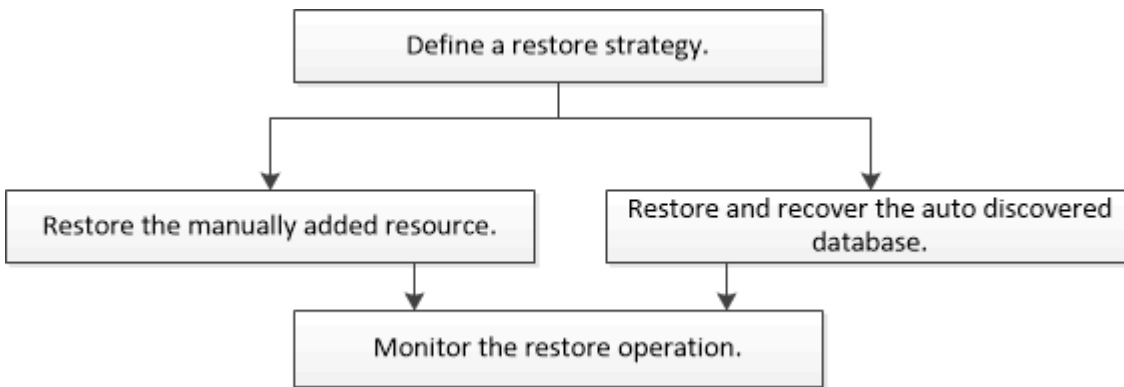 Define a restore strategy.
Restore the manually added resource.
Restore and recover the auto discovered
database.
Monitor the restore operation.